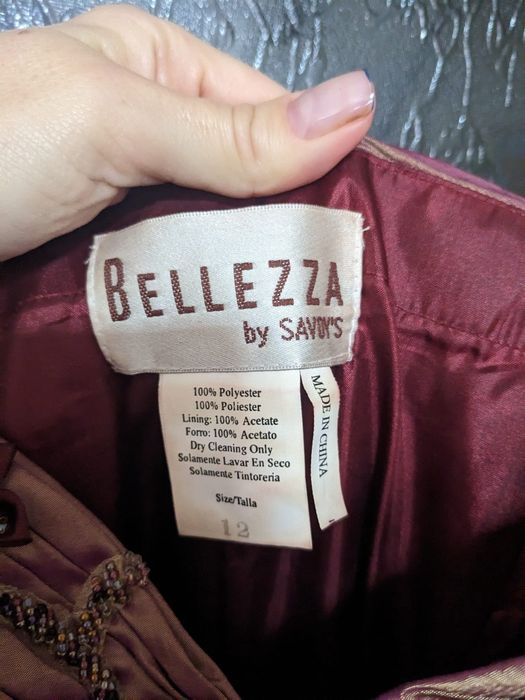 BELLEZZA
by SAVOY'S
100% Polyester
100% Poliester
Lining: 100% Acetate
Forro: 100% Acetato
Dry Cleaning Only
Solamente Lavar En Seco
Solamente Tintoreria
Size/Talla
12
MADE IN CHINA